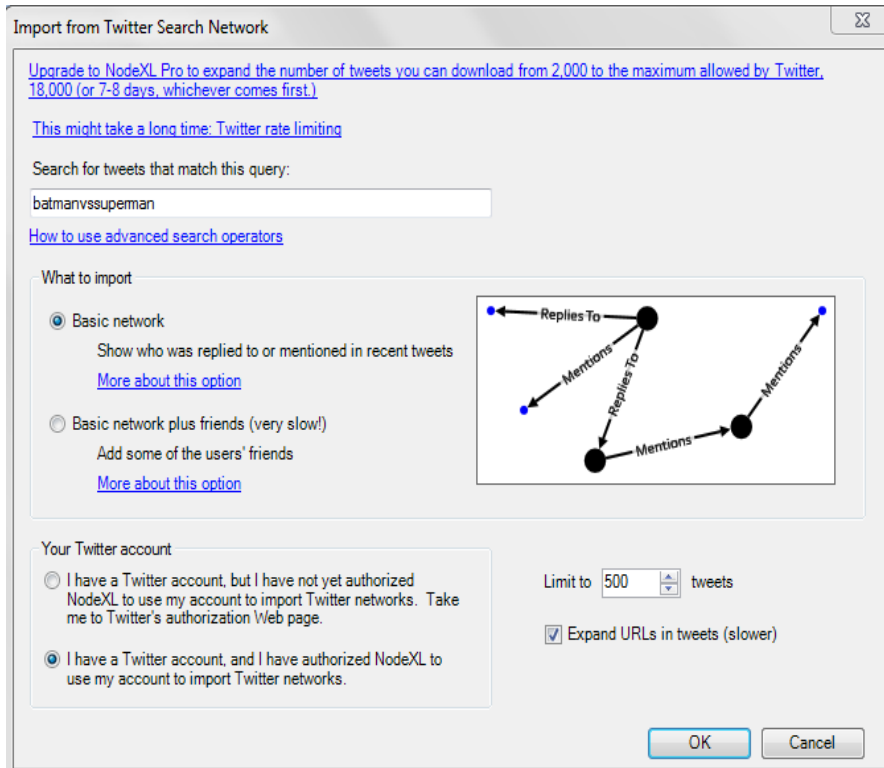 Import from Twitter Search Network
Upgrade to NodeXL Pro to expand the number of tweets you can download from 2,000 to the maximum allowed by Twitter,
18,000 (or 7-8 days, whichever comes first.)
This might take a long time: Twitter rate limiting
Search for tweets that match this query:
batmanvssuperman
How to use advanced search operators
What to import
Basic network
Show who was replied to or mentioned in recent tweets
More about this option
Basic network plus friends (very slow!)
Add some of the users' friends
More about this option
Replies To
Mentions
Replies To
Mentions
Mentions
Your Twitter account
I have a Twitter account, but I have not yet authorized
NodeXL to use my account to import Twitter networks. Take
me to Twitter's authorization Web page.
I have a Twitter account, and I have authorized NodeXL to
use my account to import Twitter networks.
Limit to 500 tweets
Expand URLs in tweets (slower)
OK
Cancel